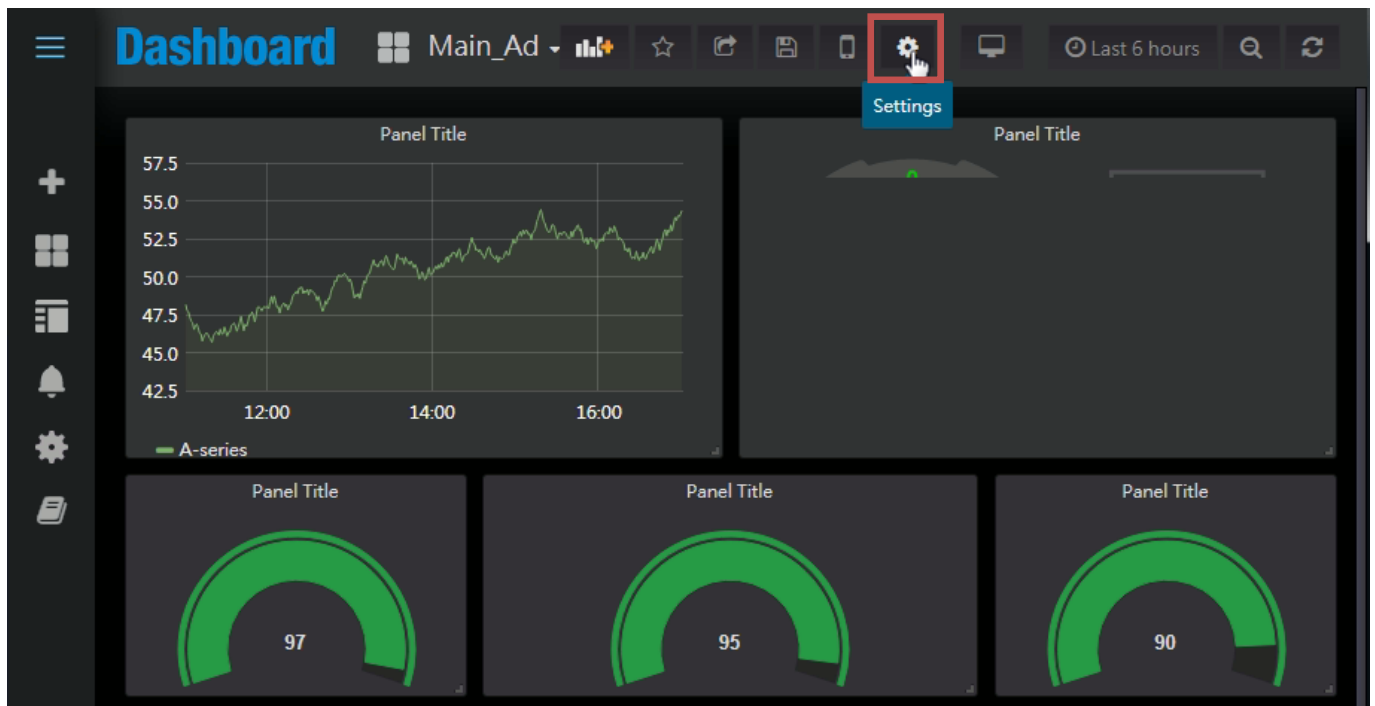 Dashboard Main_Ad Last 6 hours
Settings
Panel Title
57.5
55.0
52.5
50.0
47.5
45.0
42.5
12:00 14:00 16:00
A-series
Panel Title
0
Panel Title
97
Panel Title
95
Panel Title
90